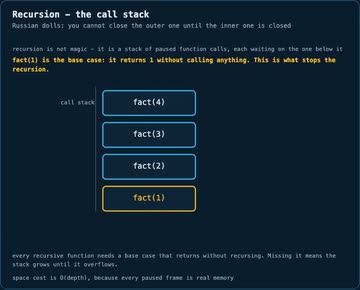 Recursion — the call stack
Russian dolls: you cannot close the outer one until the inner one is closed
recursion is not magic — it is a stack of paused function calls, each waiting on the one below it
fact(1) is the base case: it returns 1 without calling anything. This is what stops the
recursion.
call stack
fact(4)
fact(3)
fact(2)
fact(1)
every recursive function needs a base case that returns without recursing. Missing it means the
stack grows until it overflows.
space cost is O(depth), because every paused frame is real memory